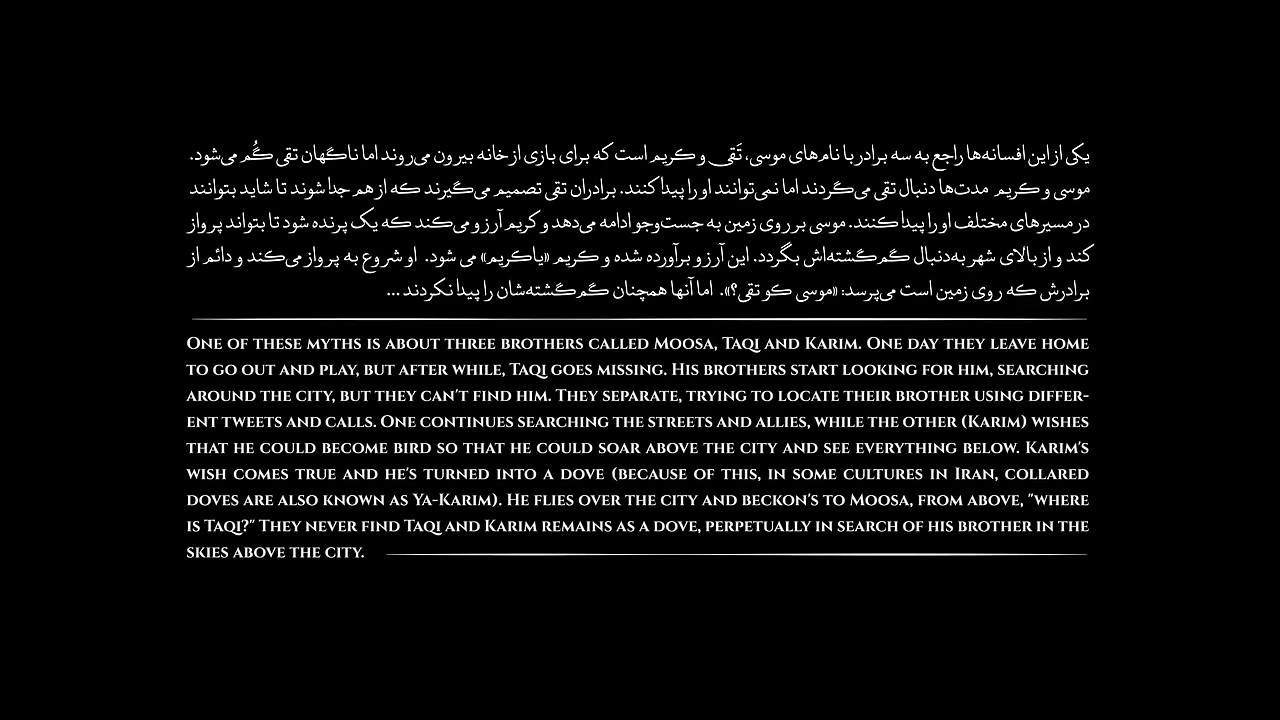 یکی از این افسانه‌ها راجع به سه برادر با نام‌های موسی، تَقی و کریم است که برای بازی از خانه بیرون می‌روند اما ناگهان تقی گُم می‌شود.
موسی و کریم مدت‌ها دنبال تقی می‌گردند اما نمی‌توانند او را پیدا کنند. برادران تقی تصمیم می‌گیرند که از هم جدا شوند تا شاید بتوانند
در مسیرهای مختلف او را پیدا کنند. موسی بر روی زمین به جست‌وجو ادامه می‌دهد و کریم آرزو می‌کند که یک پرنده شود تا بتواند پرواز
کند و از بالای شهر به‌دنبال گم‌گشته‌اش بگردد. این آرزو برآورده شده و کریم «یاکریم» می شود. او شروع به پرواز می‌کند و دائم از
برادرش که روی زمین است می‌پرسد: «موسی کو تقی؟». اما آنها همچنان گم‌گشته‌شان را پیدا نکردند ...
One of these myths is about three brothers called Moosa, Taqi and Karim. One day they leave home
to go out and play, but after while, Taqi goes missing. His brothers start looking for him, searching
around the city, but they can't find him. They separate, trying to locate their brother using differ-
ent tweets and calls. One continues searching the streets and allies, while the other (Karim) wishes
that he could become bird so that he could soar above the city and see everything below. Karim's
wish comes true and he's turned into a dove (because of this, in some cultures in Iran, collared
doves are also known as Ya-Karim). He flies over the city and beckon's to Moosa, from above, "where
is Taqi?" They never find Taqi and Karim remains as a dove, perpetually in search of his brother in the
skies above the city.